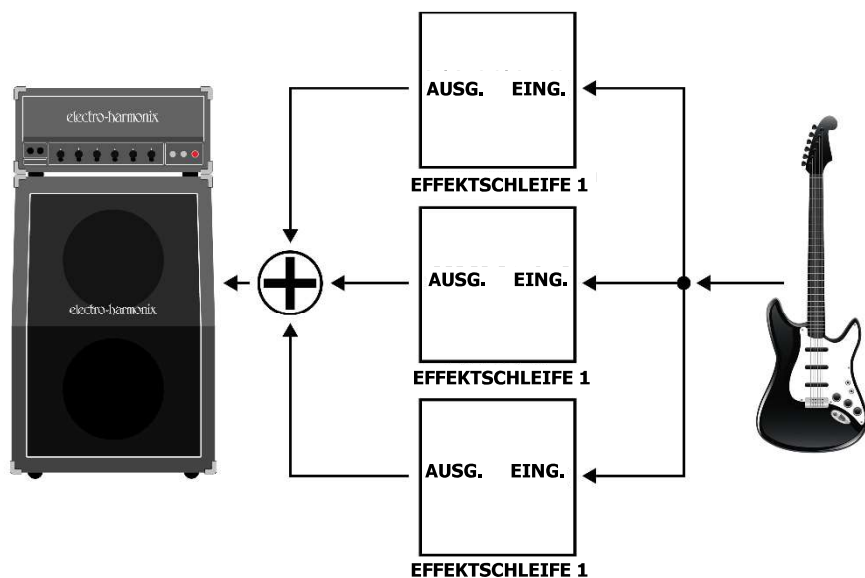 AUSG. EING.
EFFEKTSCHLEIFE 1
electro-harmonix
AUSG. EING.
EFFEKTSCHLEIFE 1
electro-harmonix
AUSG. EING.
EFFEKTSCHLEIFE 1